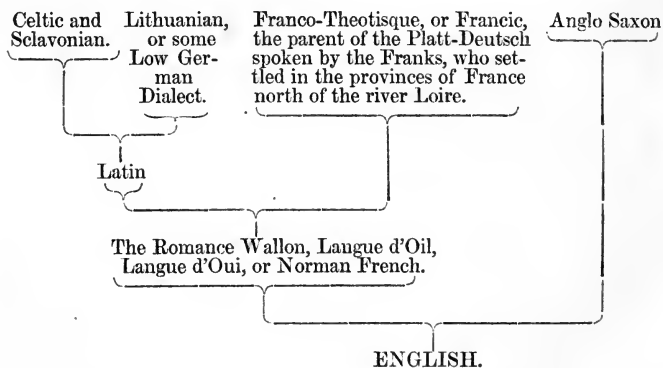 Celtic and
Sclavonian.
Lithuanian,
or some
Low Ger-
man
Dialect.
Franco-Theotisque, or Francic,
the parent of the Platt-Deutsch
spoken by the Franks, who set-
tled in the provinces of France
north of the river Loire.
Anglo Saxon
Latin
The Romance Wallon, Langue d'Oil,
Langue d'Oui, or Norman French.
ENGLISH.